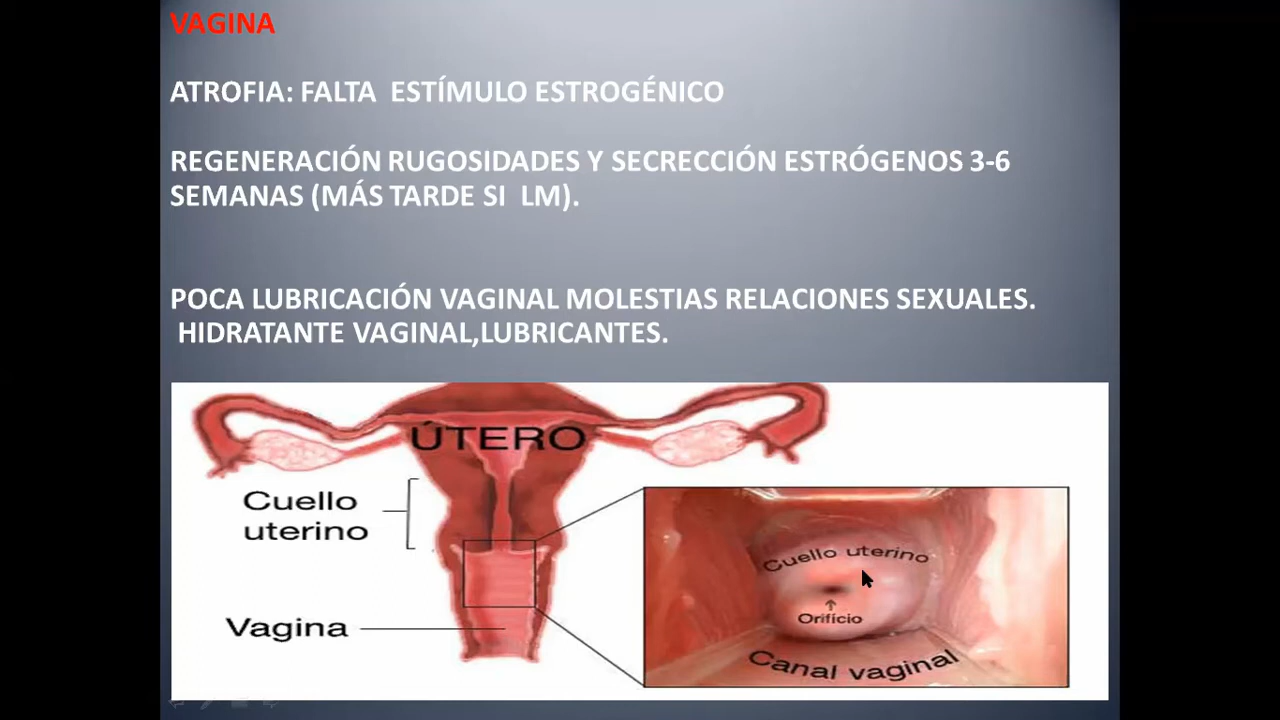 VAGINA
ATROFIA: FALTA ESTÍMULO ESTROGÉNICO
REGENERACIÓN RUGOSIDADES Y SECRECCIÓN ESTRÓGENOS 3-6
SEMANAS (MÁS TARDE SI LM).
POCA LUBRICACIÓN VAGINAL MOLESTIAS RELACIONES SEXUALES.
HIDRATANTE VAGINAL,LUBRICANTES.
ÚTERO
Cuello
uterino
Vagina
Cuello uterino
Orifício
Canal vaginal